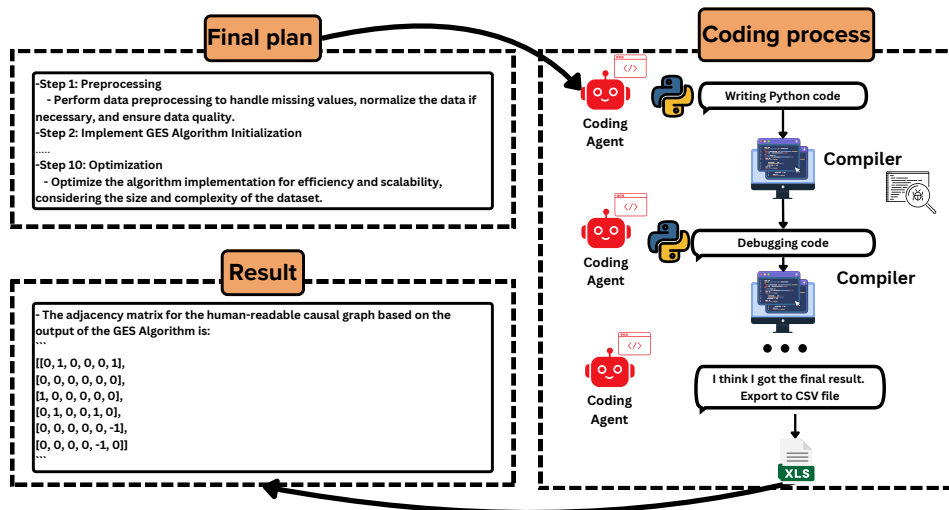 Final plan
-Step 1: Preprocessing
- Perform data preprocessing to handle missing values, normalize the data if
necessary, and ensure data quality.
-Step 2: Implement GES Algorithm Initialization
.....
-Step 10: Optimization
- Optimize the algorithm implementation for efficiency and scalability,
considering the size and complexity of the dataset.
Result
- The adjacency matrix for the human-readable causal graph based on the
output of the GES Algorithm is:
```
[[0, 1, 0, 0, 0, 1],
[0, 0, 0, 0, 0, 0],
[1, 0, 0, 0, 0, 0],
[0, 1, 0, 0, 1, 0],
[0, 0, 0, 0, 0, -1],
[0, 0, 0, 0, -1, 0]]
```
Coding process
</>
Coding
Agent
Writing Python code
Compiler
</>
Coding
Agent
Debugging code
Compiler
</>
Coding
Agent
I think I got the final result.
Export to CSV file
XLS